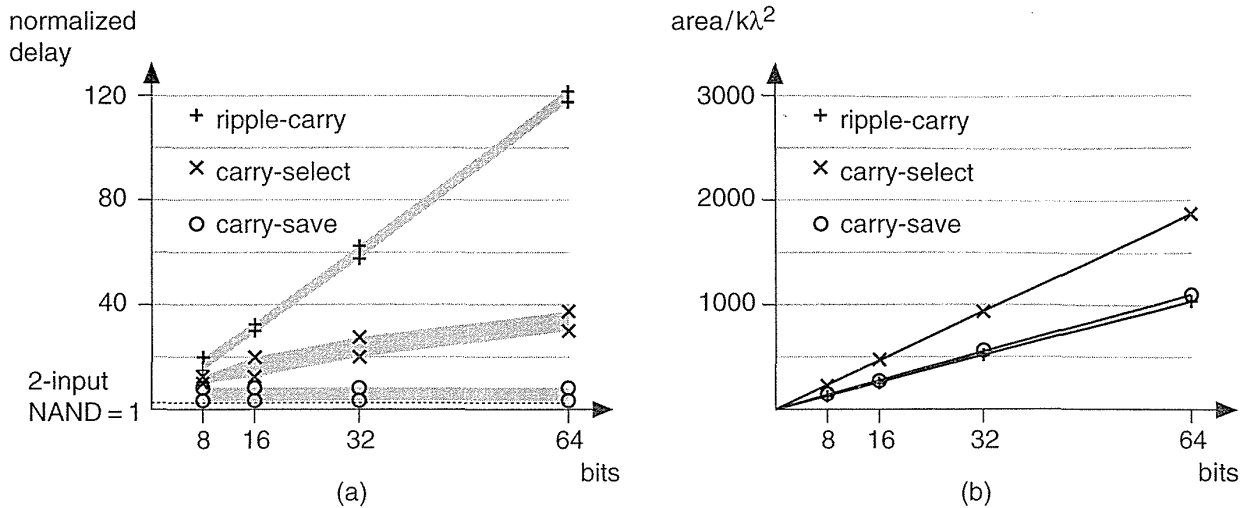 normalized
delay
120
80
40
2-input
NAND = 1
+ ripple-carry
× carry-select
○ carry-save
8 16 32 64
bits
(a)
area/kλ²
3000
2000
1000
+ ripple-carry
× carry-select
○ carry-save
8 16 32 64
bits
(b)